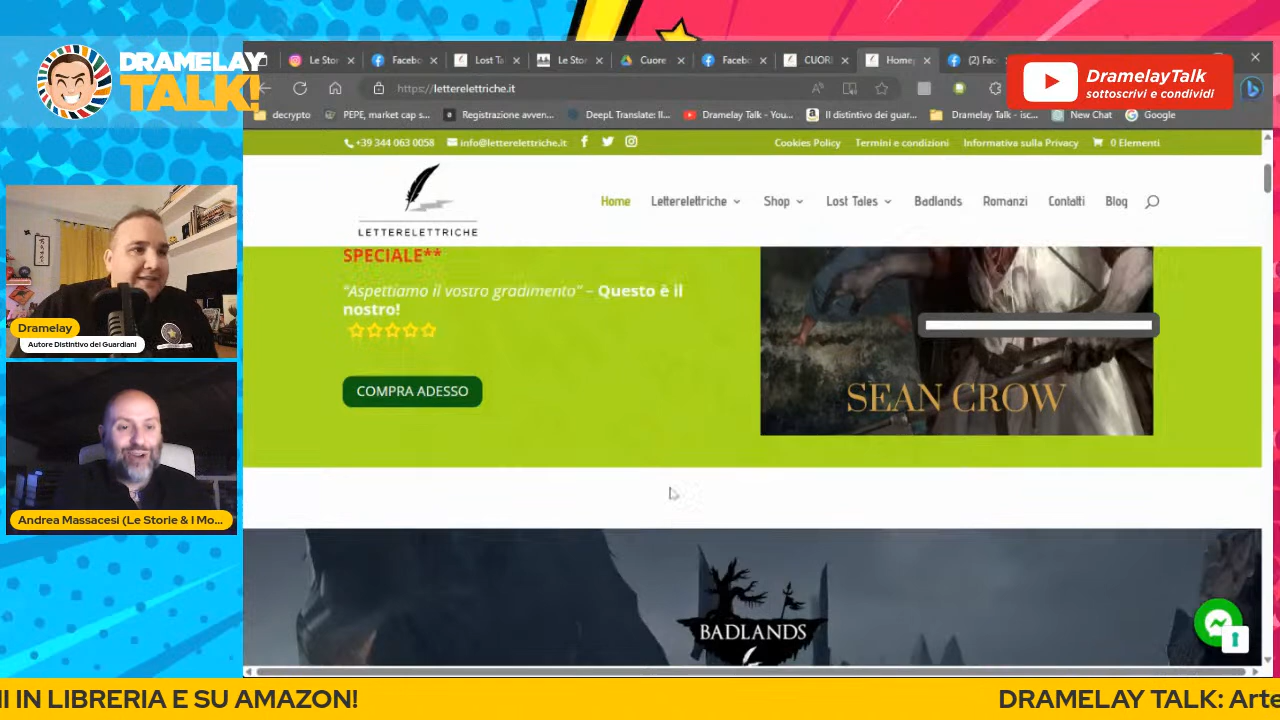 DRAMELAY
TALK!
Le Stor
Facebo
Lost Ta
Le Stor
Cuore
Facebo
CUORI
Home
(2) Fac
https://letterelettriche.it
DramelayTalk
sottoscrivi e condividi
decrypto
PEPE, market cap s...
Registrazione avven...
DeepL Translate: Il...
Dramelay Talk - You...
Il distintivo dei guar...
Dramelay Talk - isc...
New Chat
Google
+39 344 063 0058
info@letterelettriche.it
Cookies Policy
Termini e condizioni
Informativa sulla Privacy
0 Elementi
LETTERELETTRICHE
Home
Letterelettriche
Shop
Lost Tales
Badlands
Romanzi
Contatti
Blog
SPECIALE**
"Aspettiamo il vostro gradimento" – Questo è il
nostro!
COMPRA ADESSO
SEAN CROW
BADLANDS
Dramelay
Autore Distintivo dei Guardiani
Andrea Massacesi (Le Storie & I Mo...
IN LIBRERIA E SU AMAZON!
DRAMELAY TALK: Arte